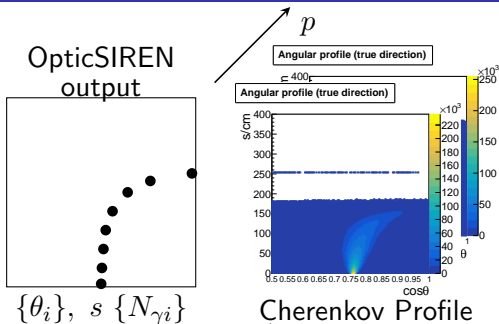 p
OpticSIREN
output
Angular profile (true direction)
n 400
Angular profile (true direction)
s/cm
400
350
300
250
200
150
100
50
0
0.5 0.55 0.6 0.65 0.7 0.75 0.8 0.85 0.9 0.95 1
cosθ
×10³
220
200
180
160
140
120
100
80
60
40
20
0
×10³
250
200
150
100
50
0
1
θ
{θᵢ}, s {Nγᵢ}
Cherenkov Profile